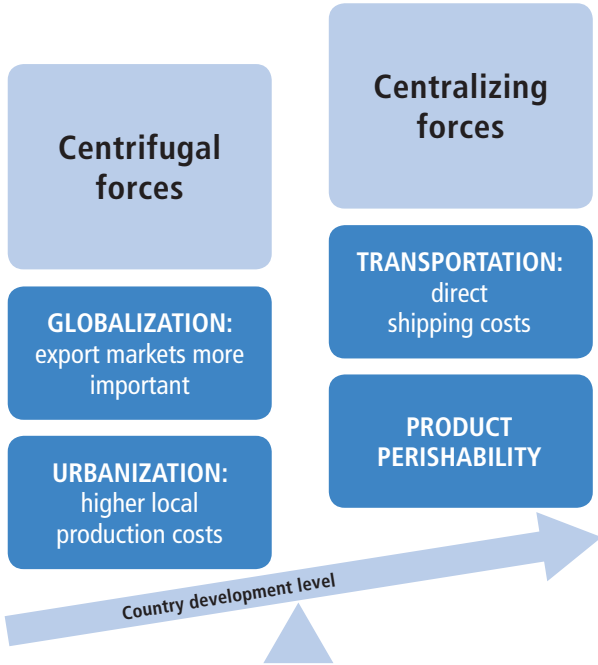 Centrifugal
forces
GLOBALIZATION:
export markets more
important
URBANIZATION:
higher local
production costs
Centralizing
forces
TRANSPORTATION:
direct
shipping costs
PRODUCT
PERISHABILITY
Country development level